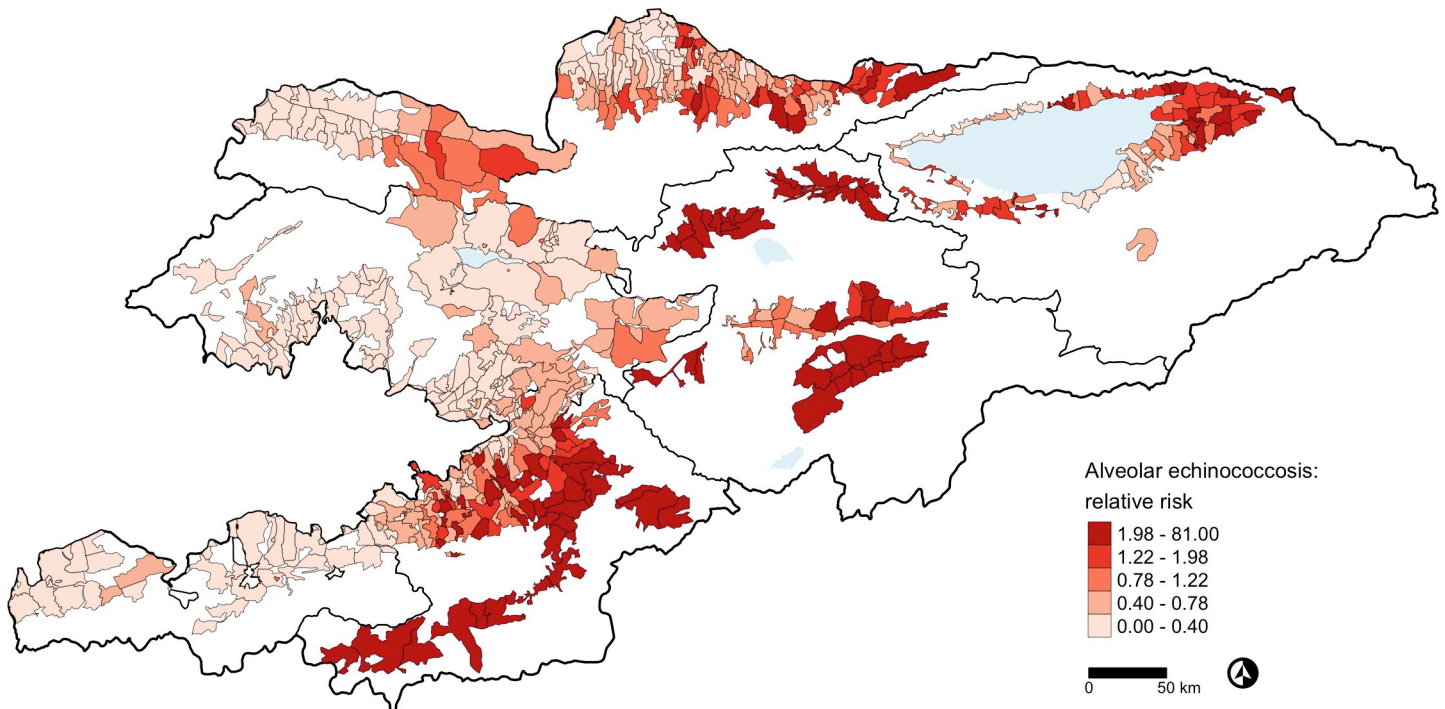 Alveolar echinococcosis:
relative risk
1.98 - 81.00
1.22 - 1.98
0.78 - 1.22
0.40 - 0.78
0.00 - 0.40
0 50 km